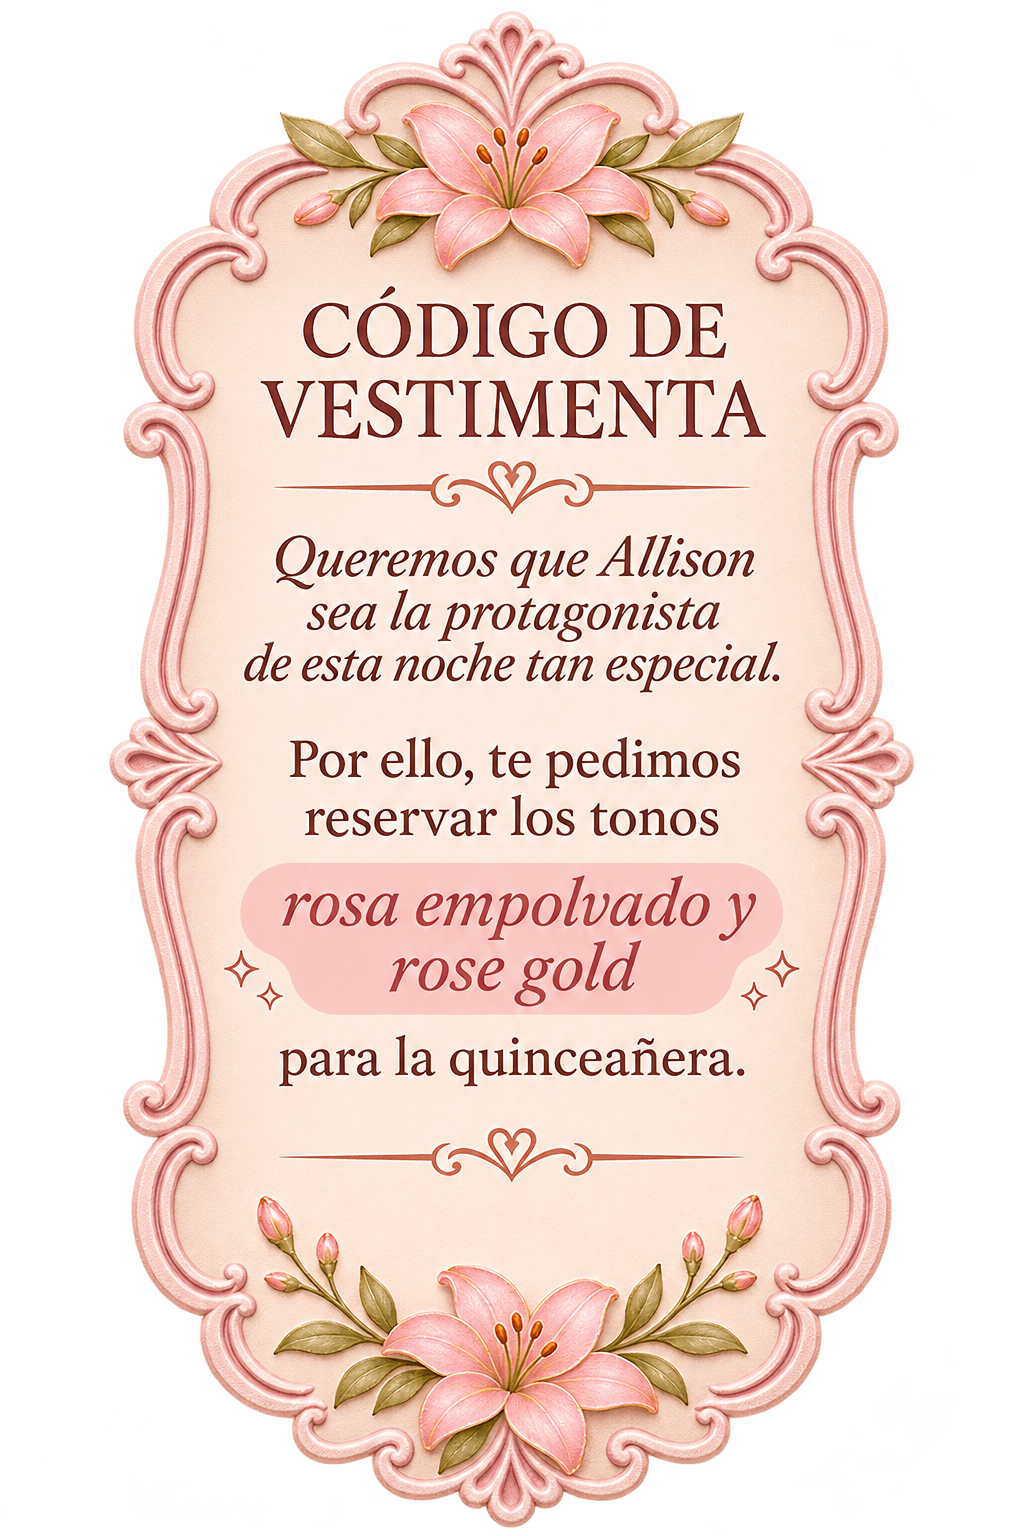 CÓDIGO DE
VESTIMENTA
Queremos que Allison
sea la protagonista
de esta noche tan especial.
Por ello, te pedimos
reservar los tonos
rosa empolvado y
rose gold
para la quinceañera.